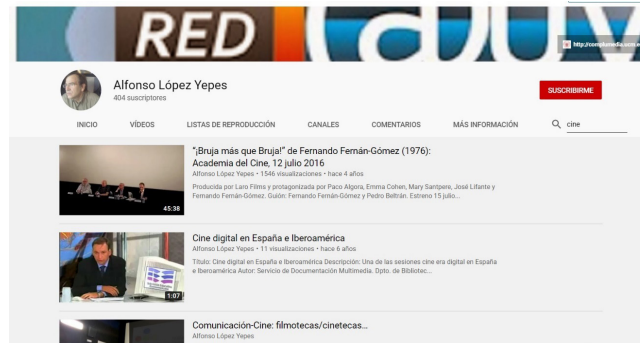 RED
http://complumedia.ucm.e
Alfonso López Yepes
404 suscriptores
SUSCRIBIRME
INICIO VÍDEOS LISTAS DE REPRODUCCIÓN CANALES COMENTARIOS MÁS INFORMACIÓN cine
"¡Bruja más que Bruja!" de Fernando Fernán-Gómez (1976):
Academia del Cine, 12 julio 2016
Alfonso López Yepes • 1546 visualizaciones • hace 4 años
Producida por Laro Films y protagonizada por Paco Algora, Emma Cohen, Mary Santpere, José Lifante y
Fernando Fernán-Gómez. Guión: Fernando Fernán-Gómez y Pedro Beltrán. Estreno 15 julio...
45:38
Cine digital en España e Iberoamérica
Alfonso López Yepes • 11 visualizaciones • hace 6 años
Título: Cine digital en España e Iberoamérica Descripción: Una de las sesiones cine era digital en España
e Iberoamérica Autor: Servicio de Documentación Multimedia. Dpto. de Bibliotec...
1:07
Comunicación-Cine: filmotecas/cinetecas...
Alfonso López Yepes